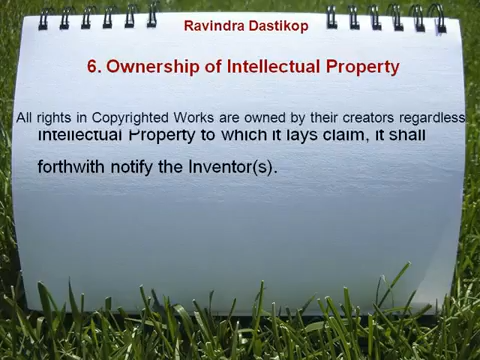 Ravindra Dastikop
6. Ownership of Intellectual Property
All rights in Copyrighted Works are owned by their creators regardless
Intellectual Property to which it lays claim, it shall
forthwith notify the Inventor(s).